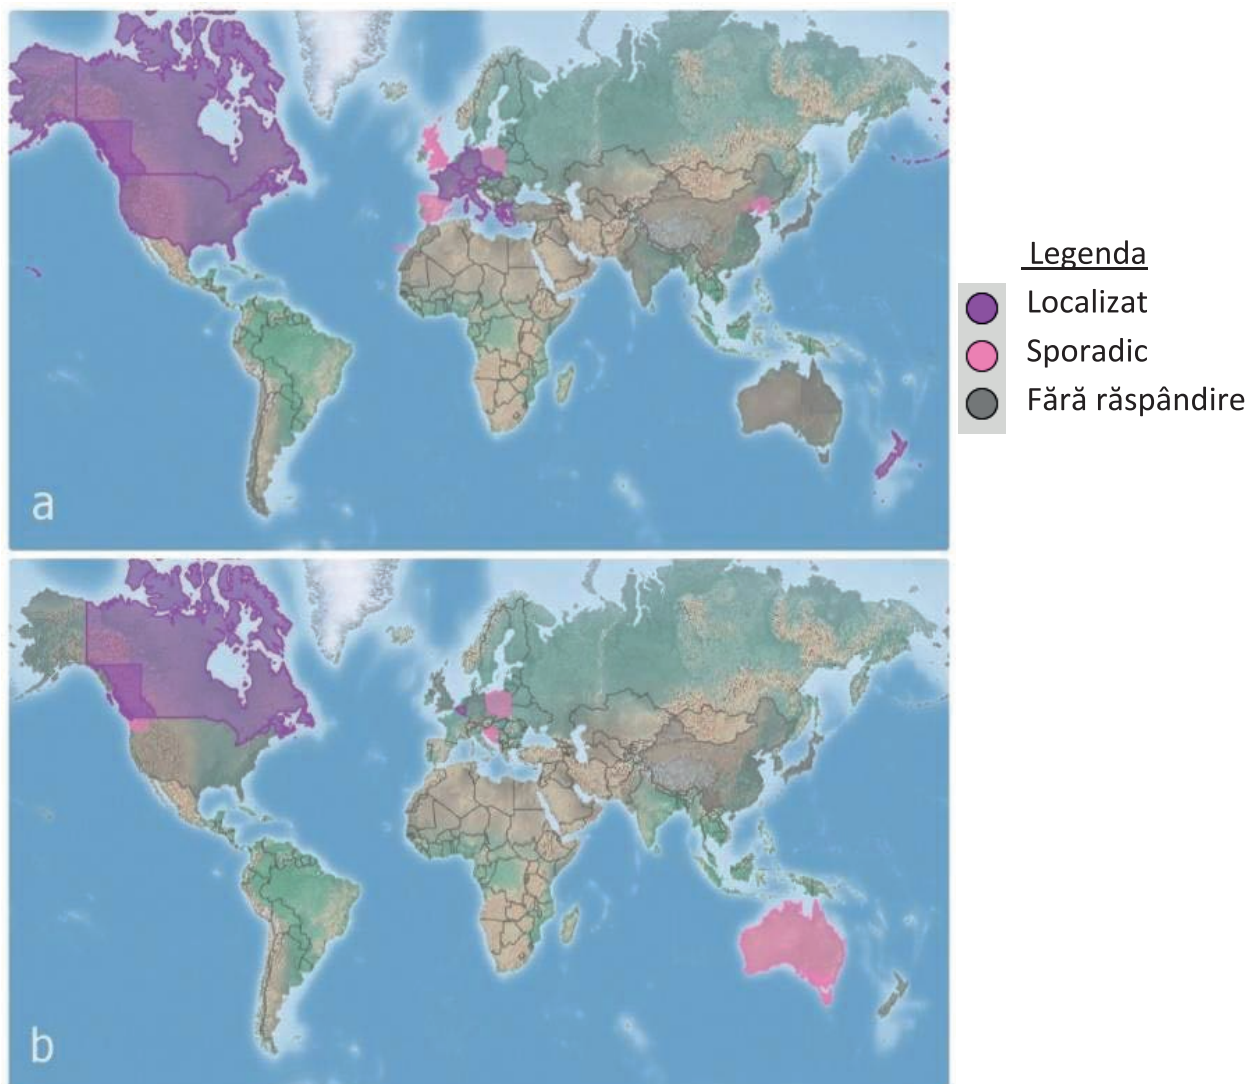 a
Legenda
Localizat
Sporadic
Fără răspândire
b